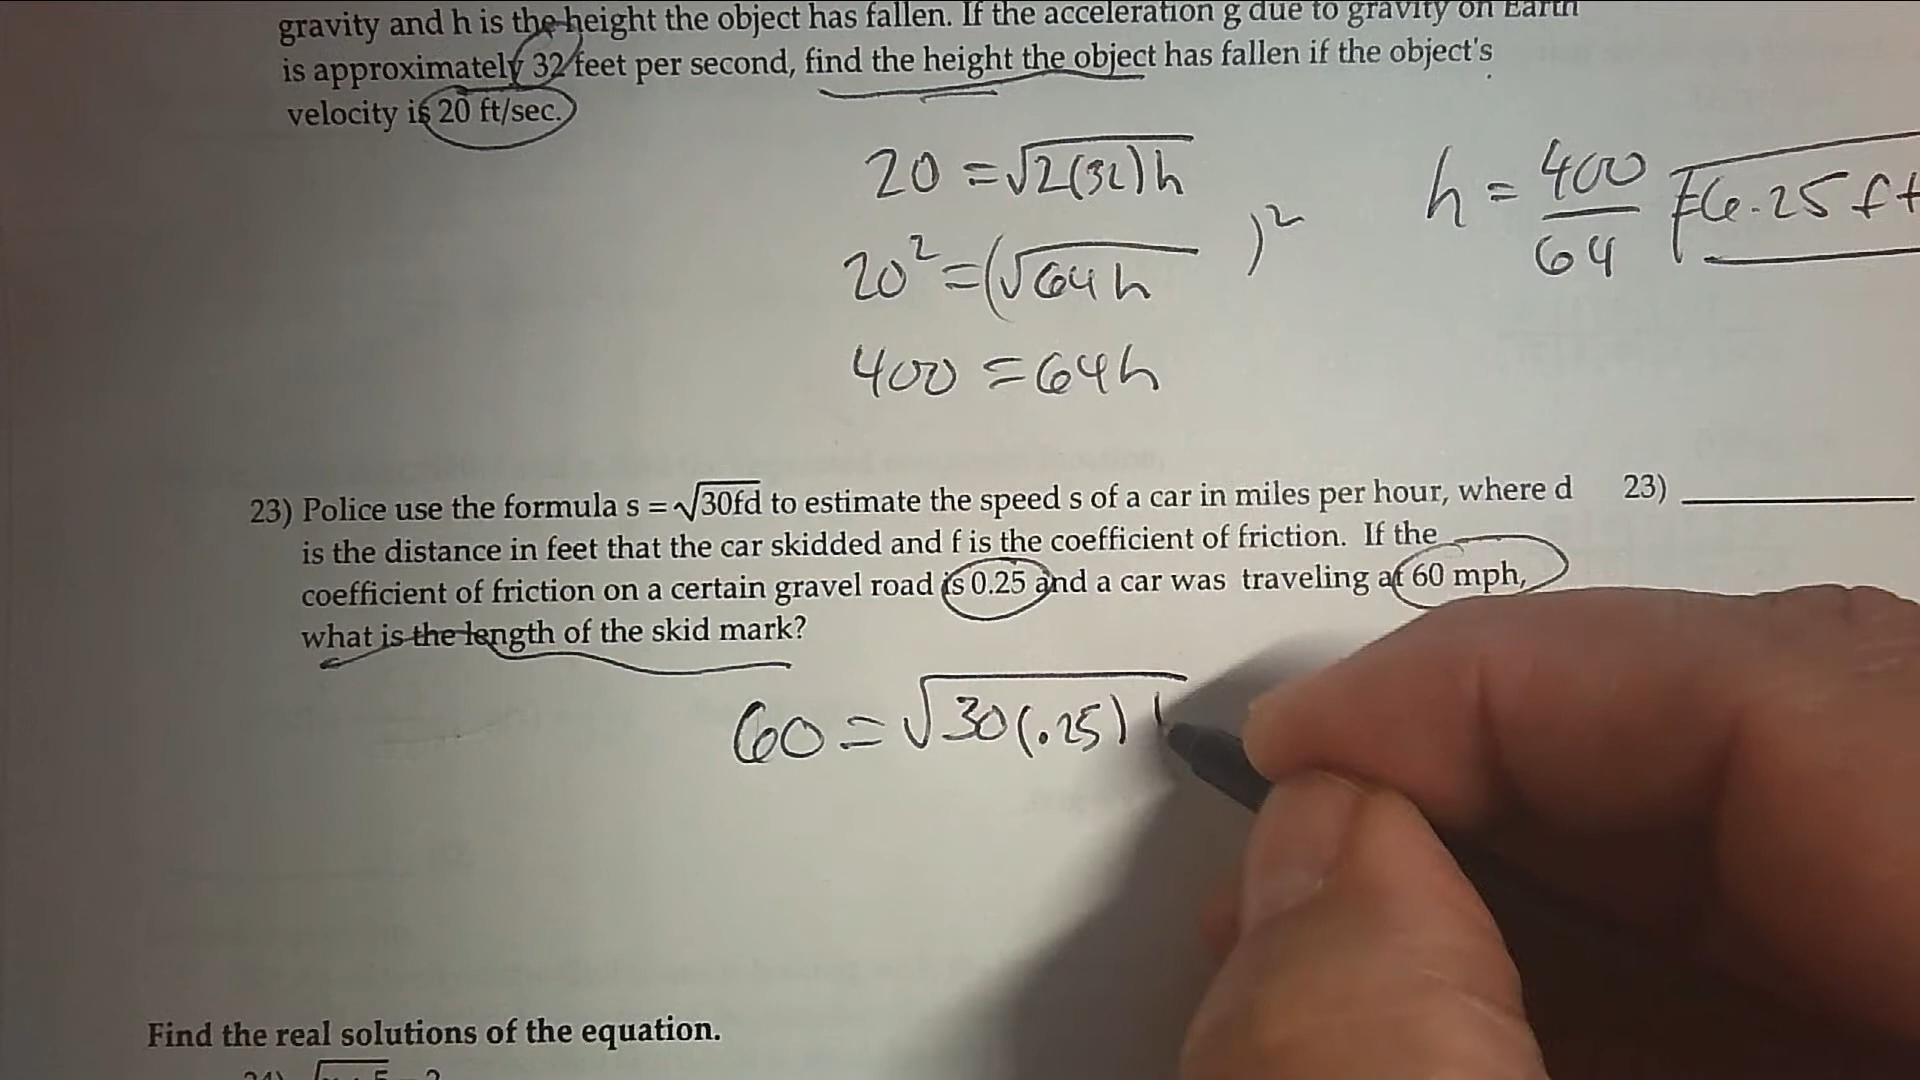 gravity and h is the height the object has fallen. If the acceleration g due to gravity on Earth
is approximately 32 feet per second, find the height the object has fallen if the object's
velocity is 20 ft/sec.
20 = √2(32)h
20² = (√64h )²
400 = 64h
h = 400/64 = 6.25 ft
23) Police use the formula s = √30fd to estimate the speed s of a car in miles per hour, where d 23)
is the distance in feet that the car skidded and f is the coefficient of friction. If the
coefficient of friction on a certain gravel road is 0.25 and a car was traveling at 60 mph,
what is the length of the skid mark?
60 = √30(.25)
Find the real solutions of the equation.